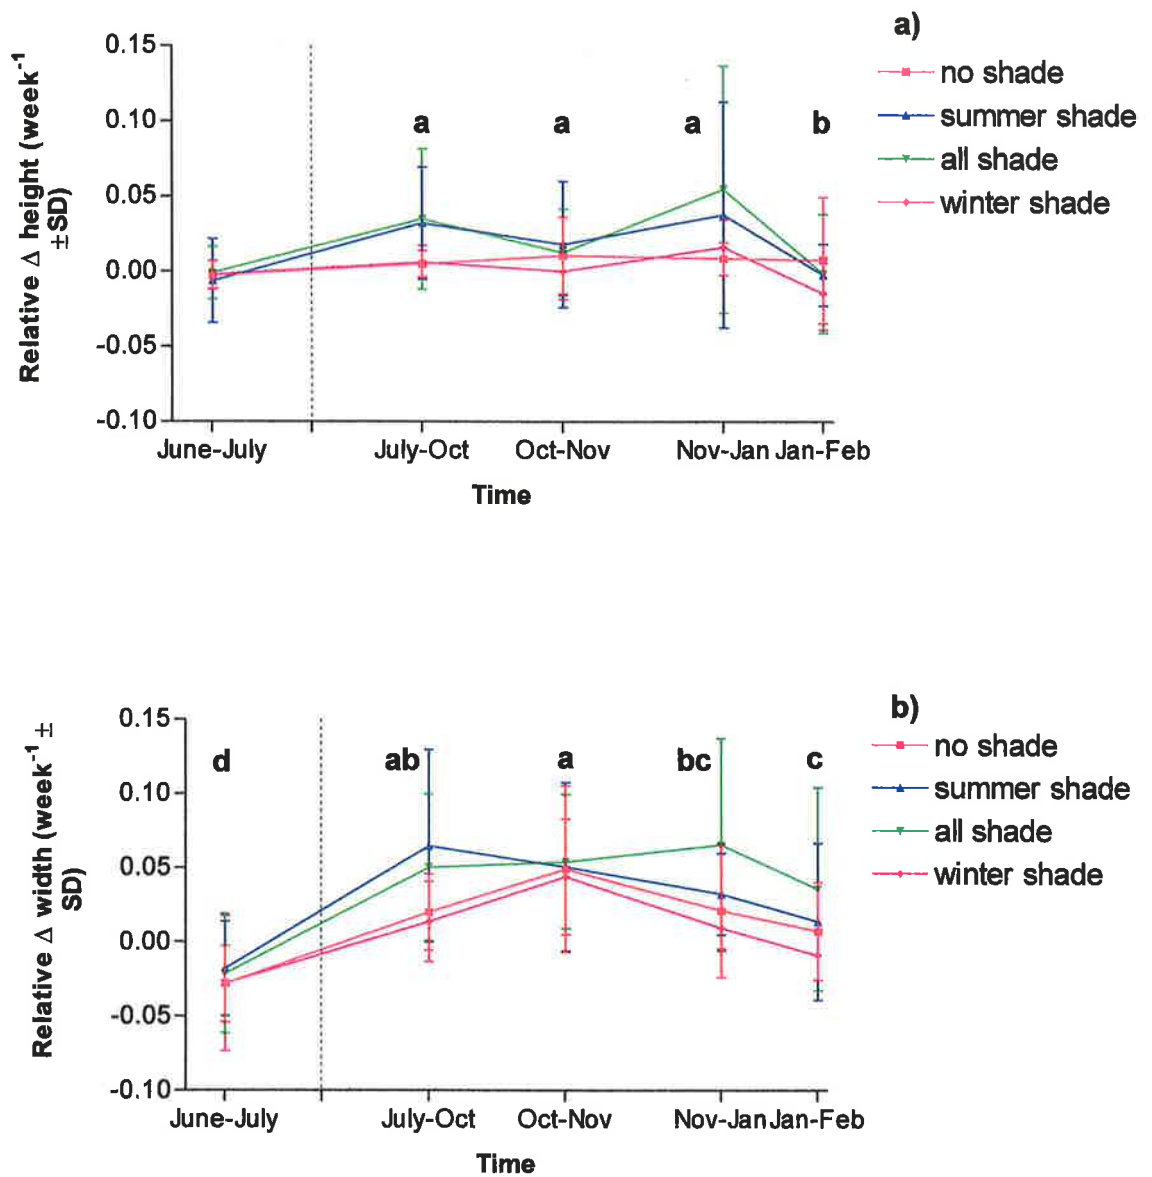 a)
no shade
summer shade
all shade
winter shade
Relative Δ height (week⁻¹
±SD)
0.15
0.10
0.05
0.00
-0.05
-0.10
a a a b
June-July July-Oct Oct-Nov Nov-Jan Jan-Feb
Time
b)
no shade
summer shade
all shade
winter shade
Relative Δ width (week⁻¹ ±
SD)
0.15
0.10
0.05
0.00
-0.05
-0.10
d ab a bc c
June-July July-Oct Oct-Nov Nov-Jan Jan-Feb
Time